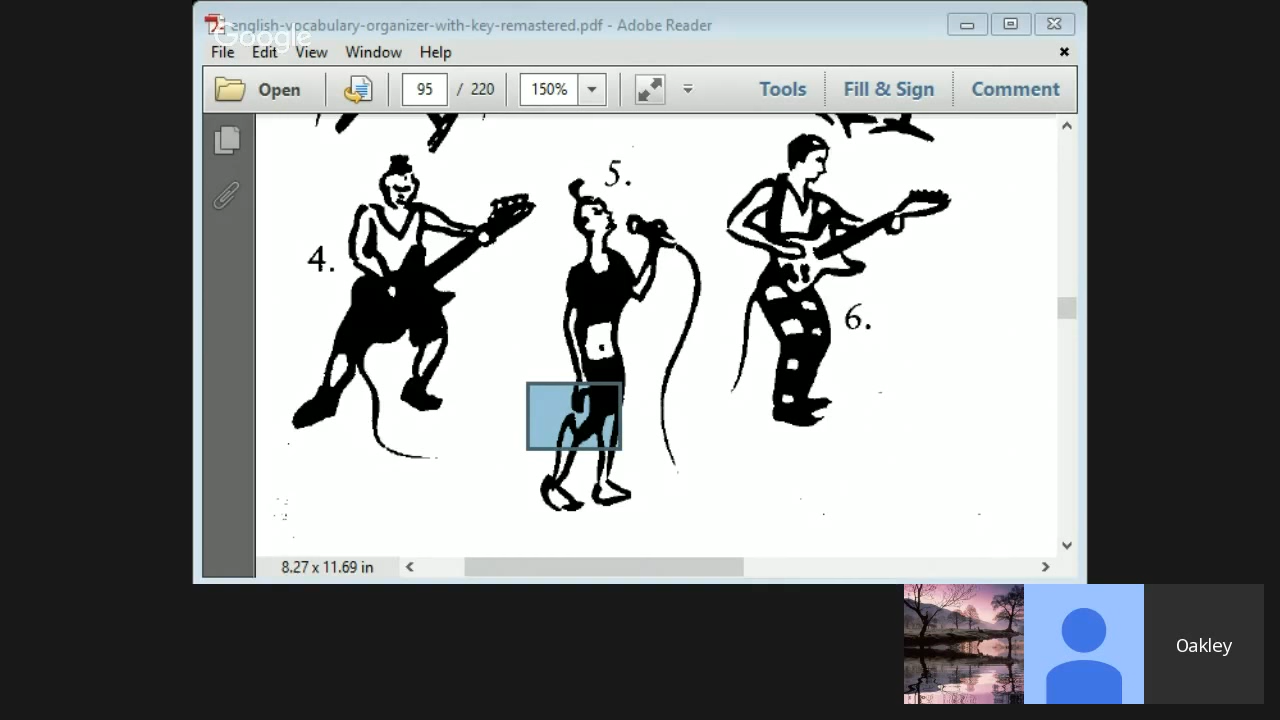 english-vocabulary-organizer-with-key-remastered.pdf - Adobe Reader
Google
File Edit View Window Help
Open 95 / 220 150% Tools Fill & Sign Comment
5.
4.
6.
8.27 x 11.69 in
Oakley